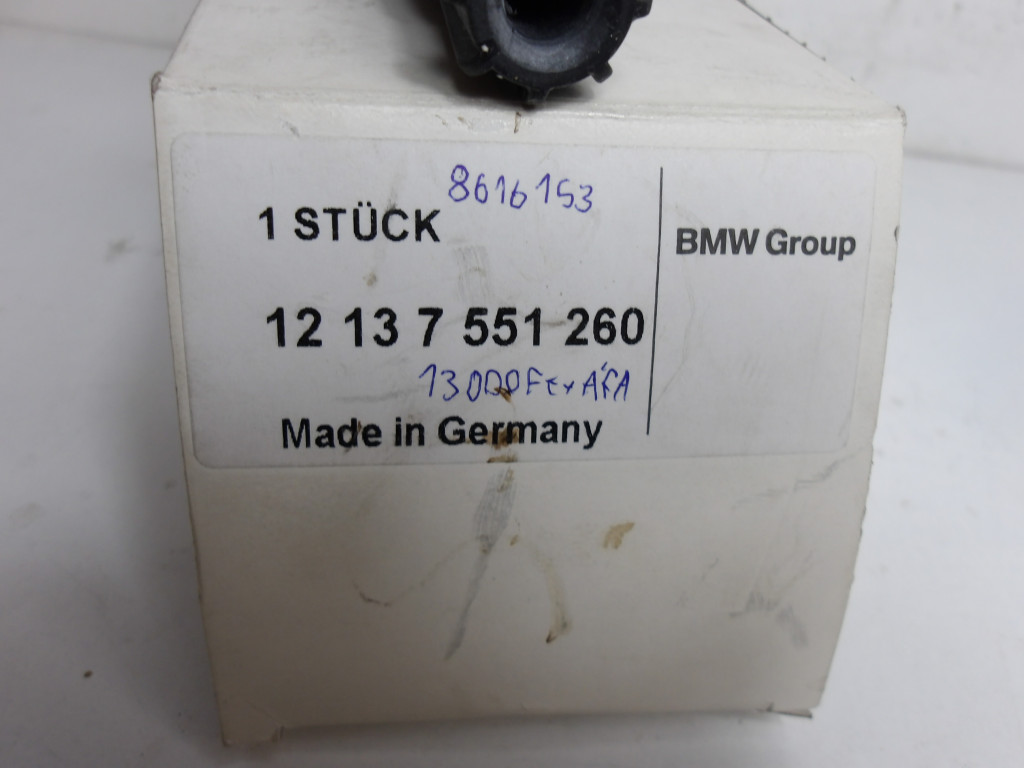 8616153
1 STÜCK
BMW Group
12 13 7 551 260
13000Ft+ÁFA
Made in Germany